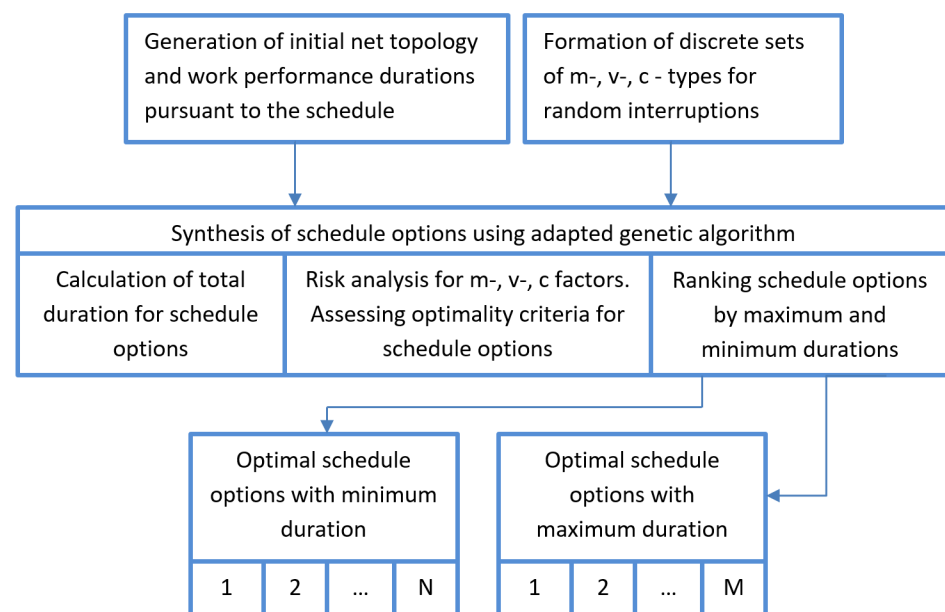 Generation of initial net topology
and work performance durations
pursuant to the schedule
Formation of discrete sets
of m-, v-, c - types for
random interruptions
Synthesis of schedule options using adapted genetic algorithm
Calculation of total
duration for schedule
options
Risk analysis for m-, v-, c factors.
Assessing optimality criteria for
schedule options
Ranking schedule options
by maximum and
minimum durations
Optimal schedule
options with minimum
duration
1 2 ... N
Optimal schedule
options with
maximum duration
1 2 ... M